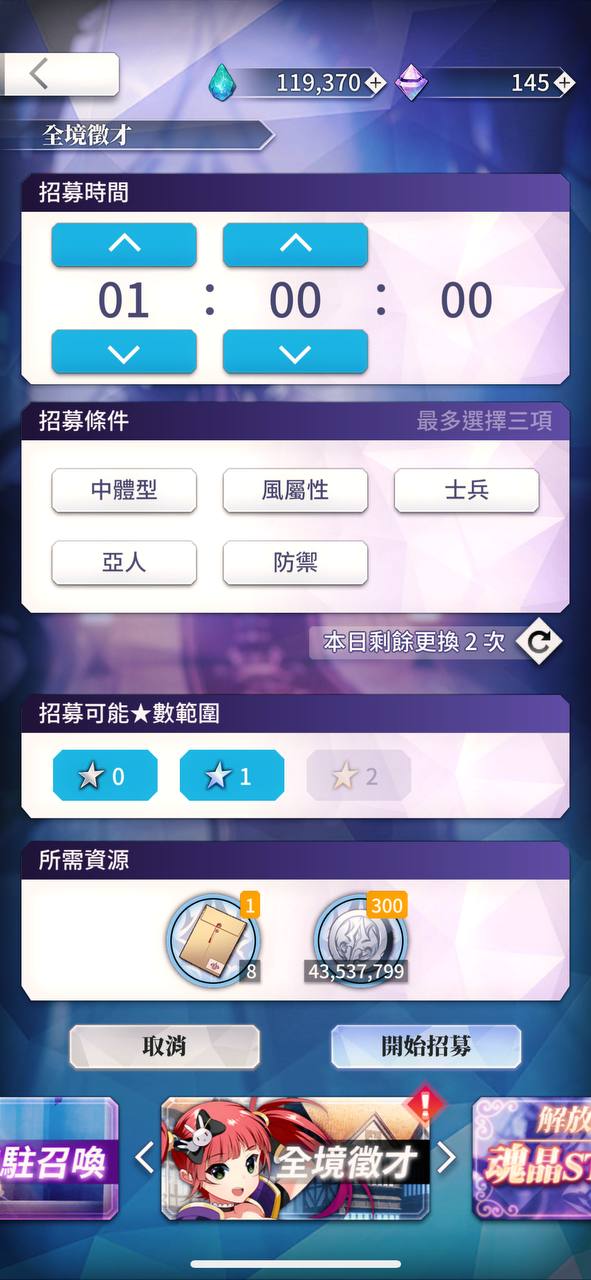 119,370
145
全境徵才
招募時間
01 : 00 : 00
招募條件 最多選擇三項
中體型 風屬性 士兵
亞人 防禦
本日剩餘更換 2 次
招募可能★數範圍
0 1 2
所需資源
1 300
8 43,537,799
取消 開始招募
駐召喚
全境徵才
解放
魂晶ST